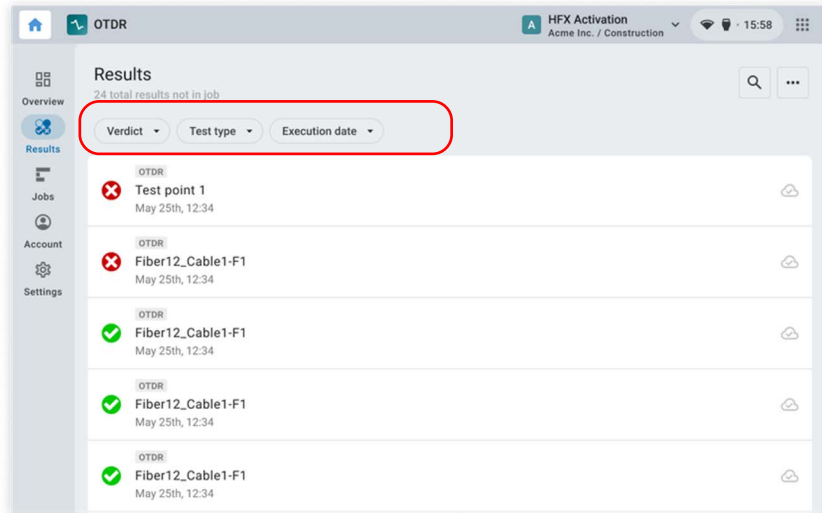 OTDR
A
HFX Activation
Acme Inc. / Construction
15:58
Overview
Results
Jobs
Account
Settings
Results
24 total results not in job
Verdict
Test type
Execution date
OTDR
Test point 1
May 25th, 12:34
OTDR
Fiber12_Cable1-F1
May 25th, 12:34
OTDR
Fiber12_Cable1-F1
May 25th, 12:34
OTDR
Fiber12_Cable1-F1
May 25th, 12:34
OTDR
Fiber12_Cable1-F1
May 25th, 12:34